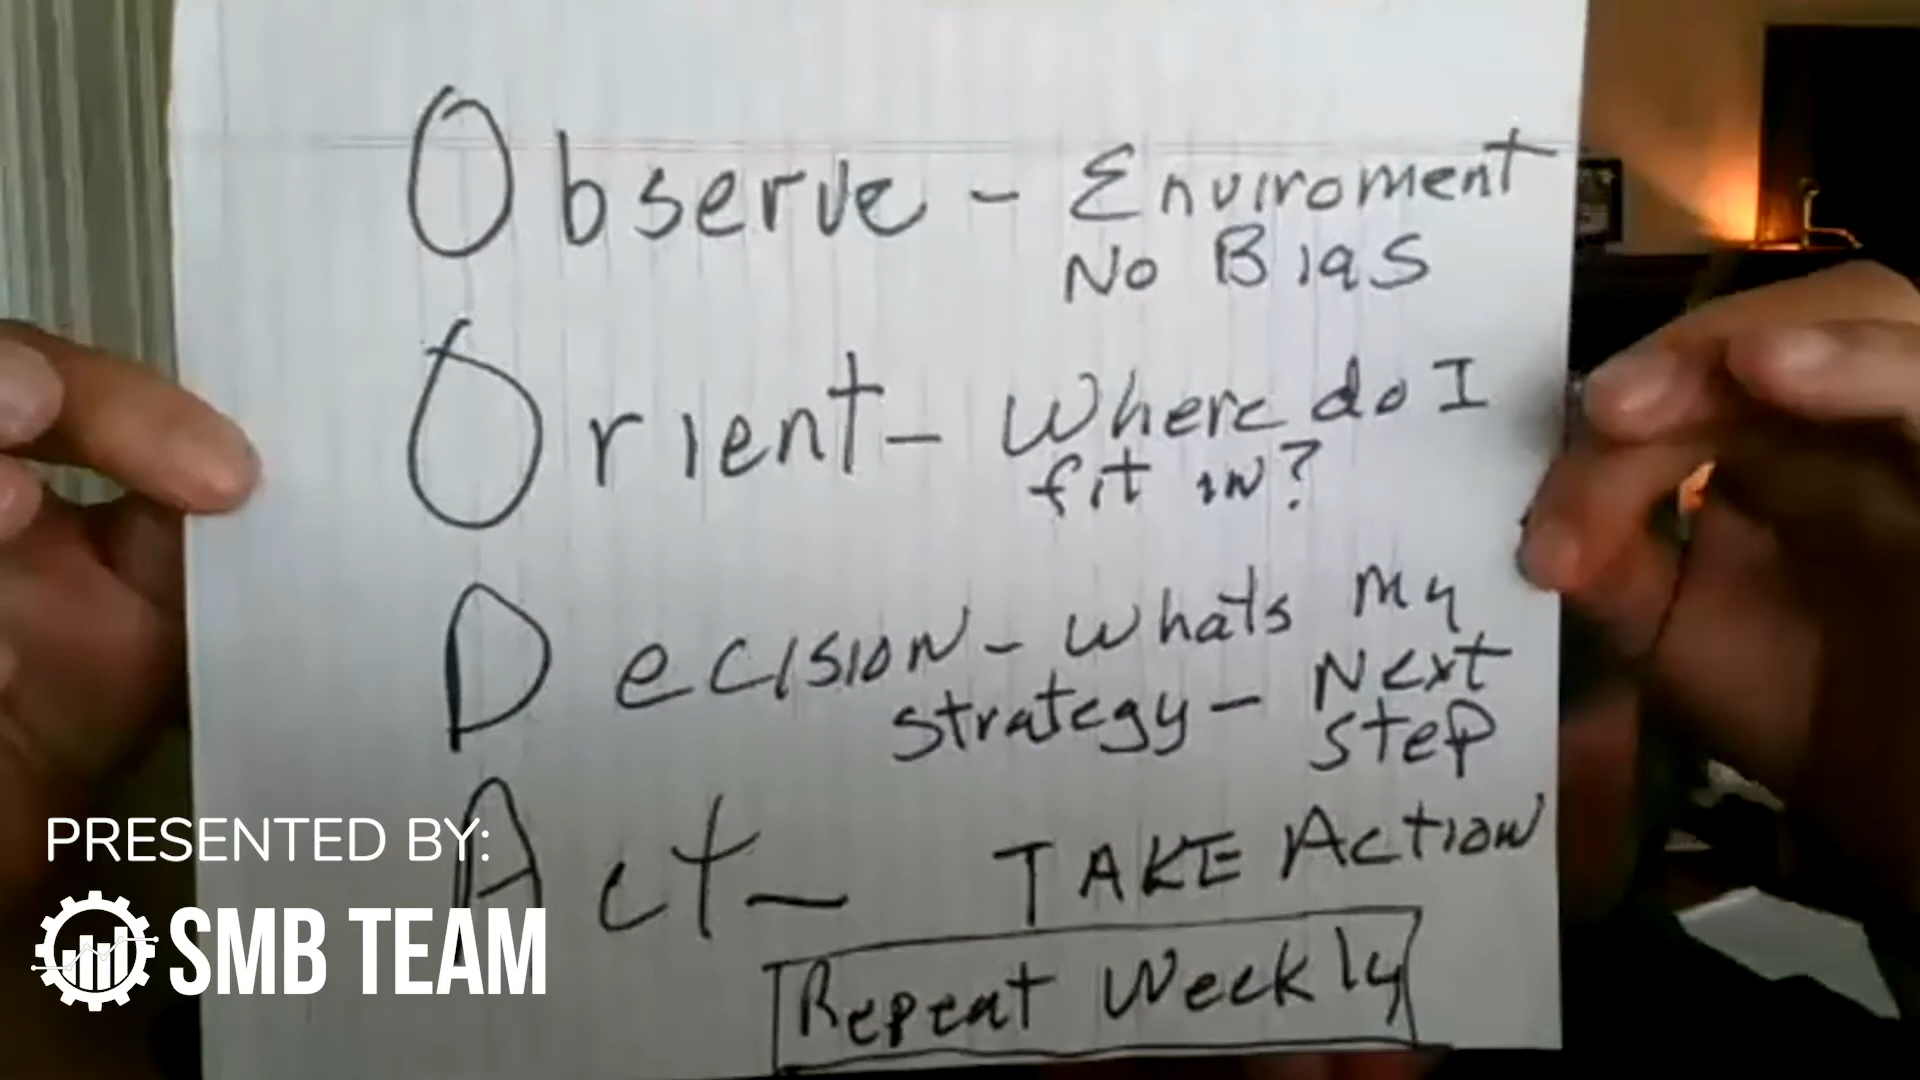 Observe - Enviroment
No Bias
Orient - Where do I
fit in?
Decision - Whats my
strategy - Next
step
Act - TAKE Action
Repeat Weekly
PRESENTED BY:
SMB TEAM